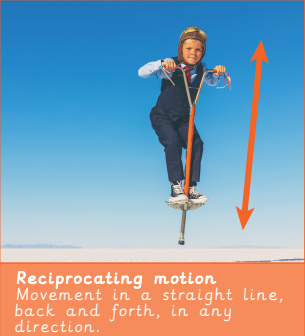 Reciprocating motion
Movement in a straight line,
back and forth, in any
direction.